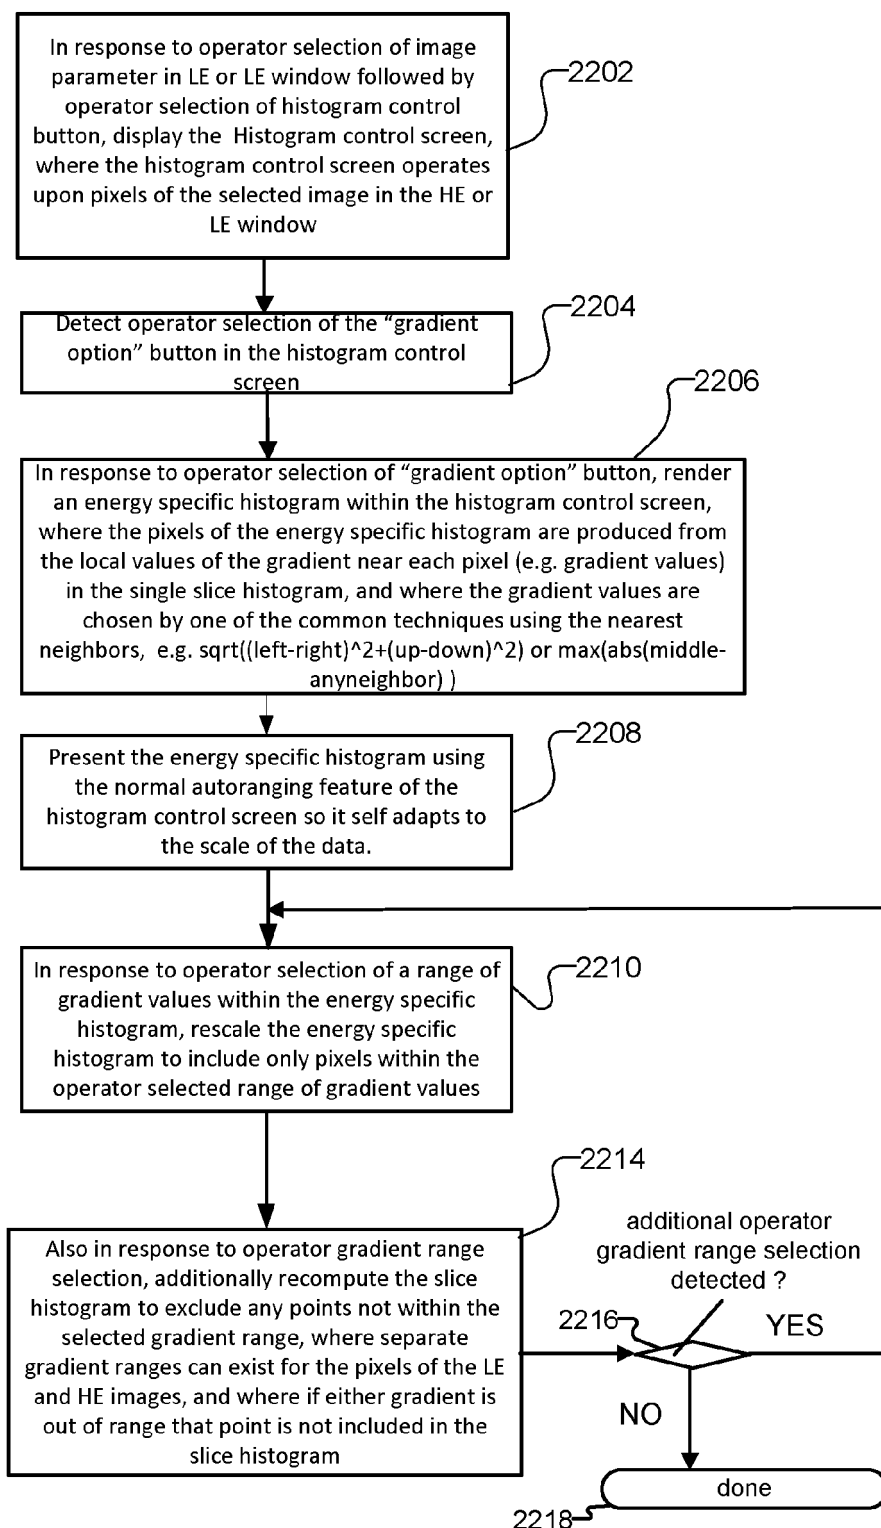 In response to operator selection of image
parameter in LE or LE window followed by
operator selection of histogram control
button, display the Histogram control screen,
where the histogram control screen operates
upon pixels of the selected image in the HE or
LE window
2202
Detect operator selection of the “gradient
option” button in the histogram control
screen
2204
2206
In response to operator selection of “gradient option” button, render
an energy specific histogram within the histogram control screen,
where the pixels of the energy specific histogram are produced from
the local values of the gradient near each pixel (e.g. gradient values)
in the single slice histogram, and where the gradient values are
chosen by one of the common techniques using the nearest
neighbors, e.g. sqrt((left-right)^2+(up-down)^2) or max(abs(middle-
anyneighbor) )
2208
Present the energy specific histogram using
the normal autoranging feature of the
histogram control screen so it self adapts to
the scale of the data.
2210
In response to operator selection of a range of
gradient values within the energy specific
histogram, rescale the energy specific
histogram to include only pixels within the
operator selected range of gradient values
2214
Also in response to operator gradient range
selection, additionally recompute the slice
histogram to exclude any points not within the
selected gradient range, where separate
gradient ranges can exist for the pixels of the LE
and HE images, and where if either gradient is
out of range that point is not included in the
slice histogram
additional operator
gradient range selection
detected ?
2216
YES
NO
done
2218